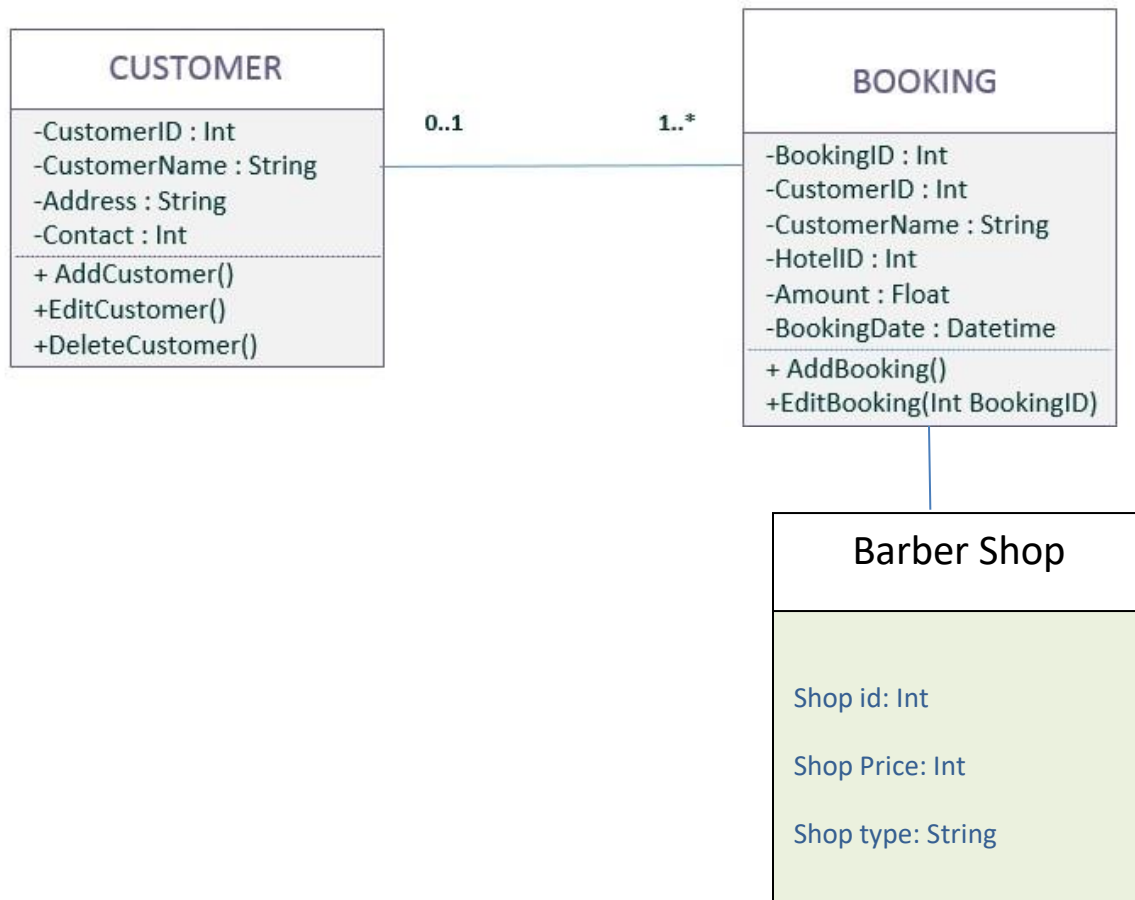 CUSTOMER
-CustomerID : Int
-CustomerName : String
-Address : String
-Contact : Int
+ AddCustomer()
+EditCustomer()
+DeleteCustomer()
0..1
1..*
BOOKING
-BookingID : Int
-CustomerID : Int
-CustomerName : String
-HotelID : Int
-Amount : Float
-BookingDate : Datetime
+ AddBooking()
+EditBooking(Int BookingID)
Barber Shop
Shop id: Int
Shop Price: Int
Shop type: String